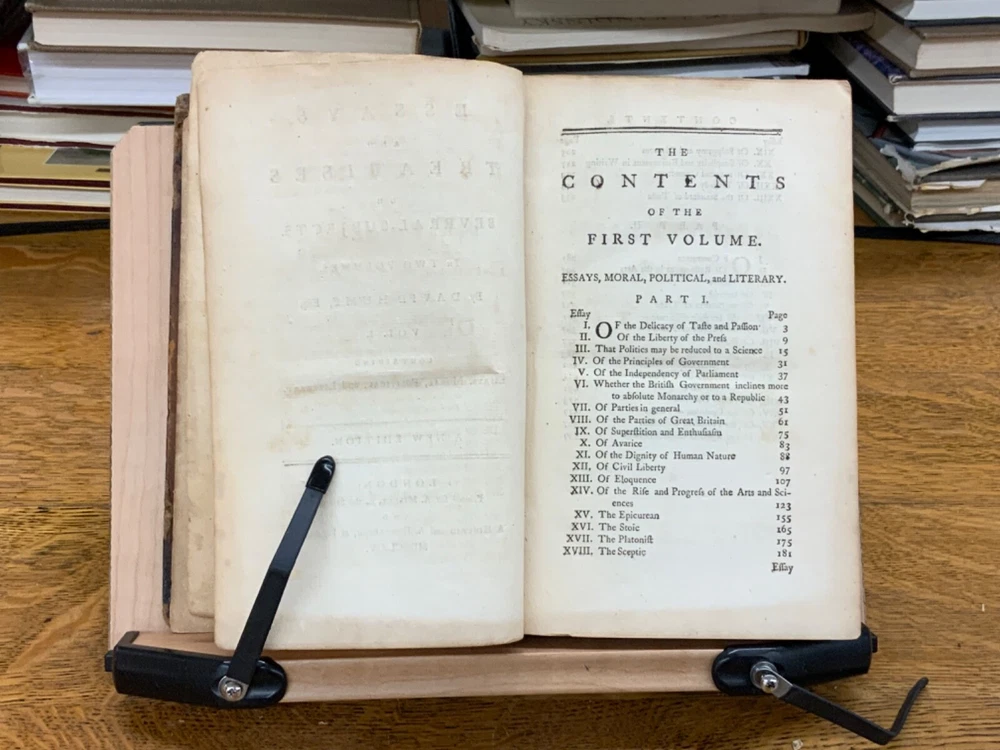 THE
CONTENTS
OF THE
FIRST VOLUME.
ESSAYS, MORAL, POLITICAL, and LITERARY.
PART I.
Eſſay Page
I. OF the Delicacy of Taſte and Paſſion 3
II. Of the Liberty of the Preſs 9
III. That Politics may be reduced to a Science 15
IV. Of the Principles of Government 31
V. Of the Independency of Parliament 37
VI. Whether the Britiſh Government inclines more
to abſolute Monarchy or to a Republic 43
VII. Of Parties in general 51
VIII. Of the Parties of Great Britain 61
IX. Of Superſtition and Enthuſiaſm 75
X. Of Avarice 83
XI. Of the Dignity of Human Nature 88
XII. Of Civil Liberty 97
XIII. Of Eloquence 107
XIV. Of the Riſe and Progreſs of the Arts and Sci-
ences 123
XV. The Epicurean 155
XVI. The Stoic 165
XVII. The Platoniſt 175
XVIII. The Sceptic 181
Eſſay